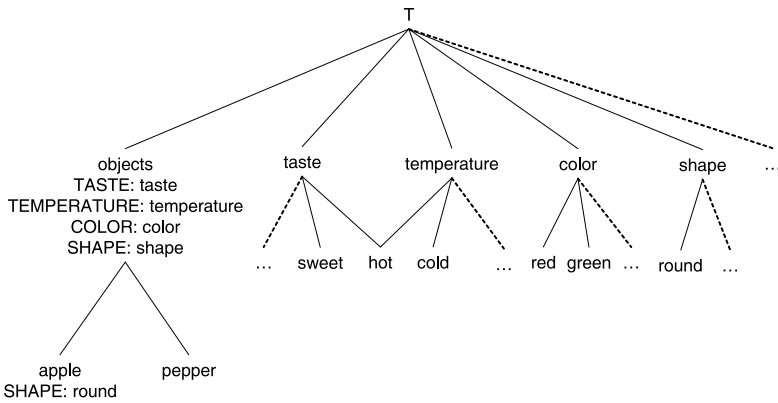 T
objects
TASTE: taste
TEMPERATURE: temperature
COLOR: color
SHAPE: shape
taste
temperature
color
shape
...
...
sweet
hot
cold
...
red
green
...
round
...
apple
SHAPE: round
pepper